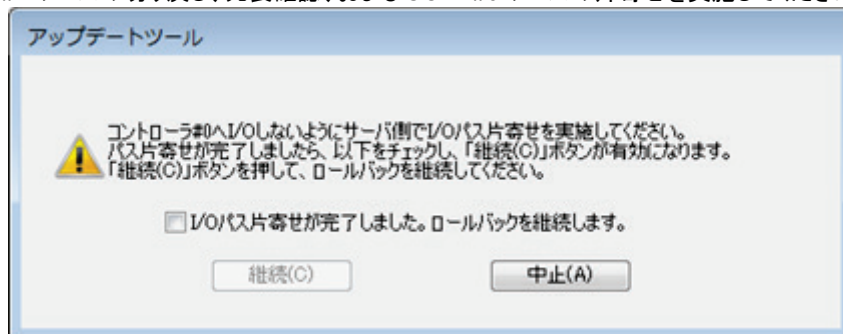 アップデートツール
コントローラ#0へI/Oしないようにサーバ側でI/Oパス片寄せを実施してください。
パス片寄せが完了しましたら、以下をチェックし、「継続(C)」ボタンが有効になります。
「継続(C)」ボタンを押して、ロールバックを継続してください。
I/Oパス片寄せが完了しました。ロールバックを継続します。
継続(C)
中止(A)